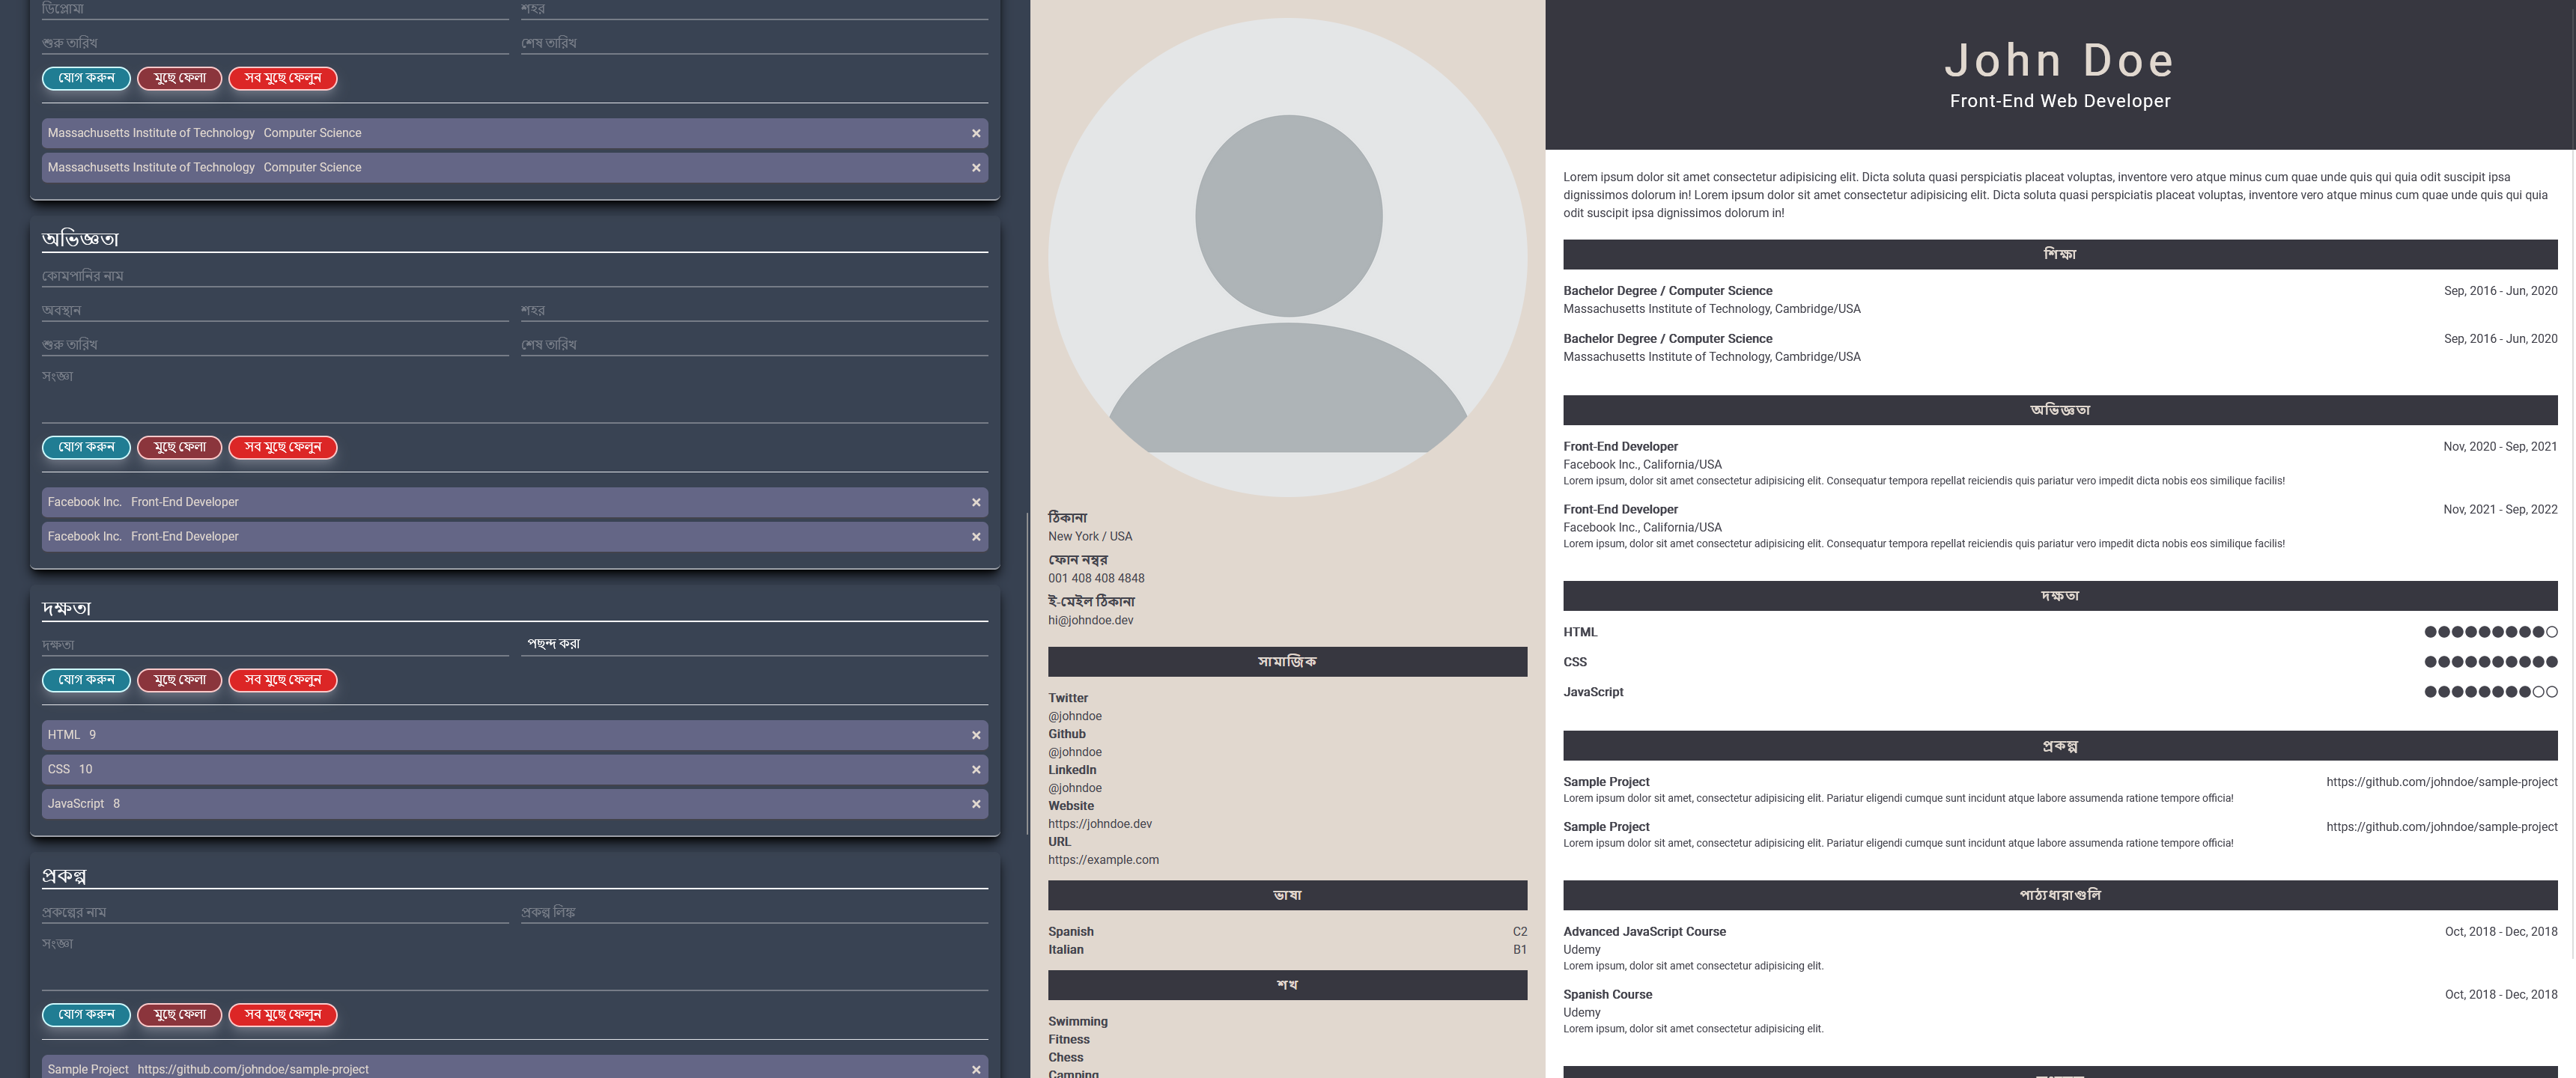 ডিপ্লোমা
শহর
শুরু তারিখ
শেষ তারিখ
যোগ করুন
মুছে ফেলা
সব মুছে ফেলুন
Massachusetts Institute of Technology Computer Science
Massachusetts Institute of Technology Computer Science
অভিজ্ঞতা
কোমপানির নাম
অবস্থান
শহর
শুরু তারিখ
শেষ তারিখ
সংজ্ঞা
যোগ করুন
মুছে ফেলা
সব মুছে ফেলুন
Facebook Inc. Front-End Developer
Facebook Inc. Front-End Developer
দক্ষতা
দক্ষতা
পছন্দ করা
যোগ করুন
মুছে ফেলা
সব মুছে ফেলুন
HTML 9
CSS 10
JavaScript 8
প্রকল্প
প্রকল্পের নাম
প্রকল্প লিঙ্ক
সংজ্ঞা
যোগ করুন
মুছে ফেলা
সব মুছে ফেলুন
Sample Project https://github.com/johndoe/sample-project
ঠিকানা
New York / USA
ফোন নম্বর
001 408 408 4848
ই-মেইল ঠিকানা
hi@johndoe.dev
সামাজিক
Twitter
@johndoe
Github
@johndoe
LinkedIn
@johndoe
Website
https://johndoe.dev
URL
https://example.com
ভাষা
Spanish C2
Italian B1
শখ
Swimming
Fitness
Chess
Camping
John Doe
Front-End Web Developer
Lorem ipsum dolor sit amet consectetur adipisicing elit. Dicta soluta quasi perspiciatis placeat voluptas, inventore vero atque minus cum quae unde quis qui quia odit suscipit ipsa
dignissimos dolorum in! Lorem ipsum dolor sit amet consectetur adipisicing elit. Dicta soluta quasi perspiciatis placeat voluptas, inventore vero atque minus cum quae unde quis qui quia
odit suscipit ipsa dignissimos dolorum in!
শিক্ষা
Bachelor Degree / Computer Science Sep, 2016 - Jun, 2020
Massachusetts Institute of Technology, Cambridge/USA
Bachelor Degree / Computer Science Sep, 2016 - Jun, 2020
Massachusetts Institute of Technology, Cambridge/USA
অভিজ্ঞতা
Front-End Developer Nov, 2020 - Sep, 2021
Facebook Inc., California/USA
Lorem ipsum, dolor sit amet consectetur adipisicing elit. Consequatur tempora repellat reiciendis quis pariatur vero impedit dicta nobis eos similique facilis!
Front-End Developer Nov, 2021 - Sep, 2022
Facebook Inc., California/USA
Lorem ipsum, dolor sit amet consectetur adipisicing elit. Consequatur tempora repellat reiciendis quis pariatur vero impedit dicta nobis eos similique facilis!
দক্ষতা
HTML
CSS
JavaScript
প্রকল্প
Sample Project https://github.com/johndoe/sample-project
Lorem ipsum dolor sit amet, consectetur adipisicing elit. Pariatur eligendi cumque sunt incidunt atque labore assumenda ratione tempore officia!
Sample Project https://github.com/johndoe/sample-project
Lorem ipsum dolor sit amet, consectetur adipisicing elit. Pariatur eligendi cumque sunt incidunt atque labore assumenda ratione tempore officia!
পাঠ্যধারাগুলি
Advanced JavaScript Course Oct, 2018 - Dec, 2018
Udemy
Lorem ipsum, dolor sit amet consectetur adipisicing elit.
Spanish Course Oct, 2018 - Dec, 2018
Udemy
Lorem ipsum, dolor sit amet consectetur adipisicing elit.